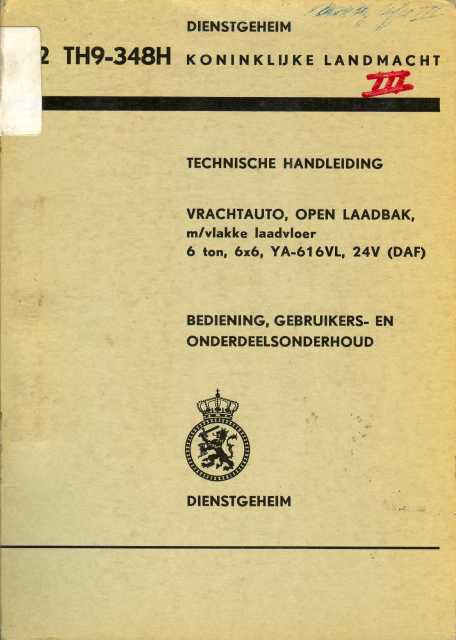 DIENSTGEHEIM
2 TH9-348H KONINKLIJKE LANDMACHT
III
TECHNISCHE HANDLEIDING
VRACHTAUTO, OPEN LAADBAK,
m/vlakke laadvloer
6 ton, 6x6, YA-616VL, 24V (DAF)
BEDIENING, GEBRUIKERS- EN
ONDERDEELSONDERHOUD
DIENSTGEHEIM